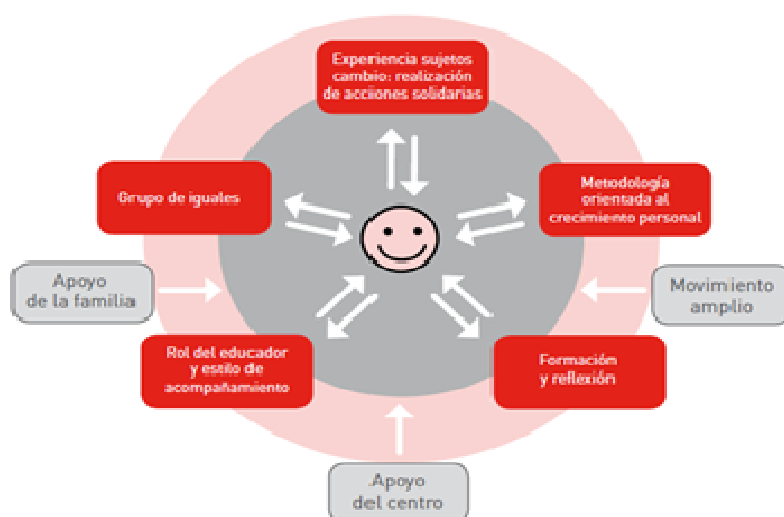 Experiencia sujetos
cambio: realización
de acciiones solidarias
Grupo de iguales
Metodología
orientada al
crecimiento personal
Apoyo
de la familia
Movimiento
amplio
Rol del educador
y estilo de
acompañamiento
Formación
y reflexión
Apoyo
del centro